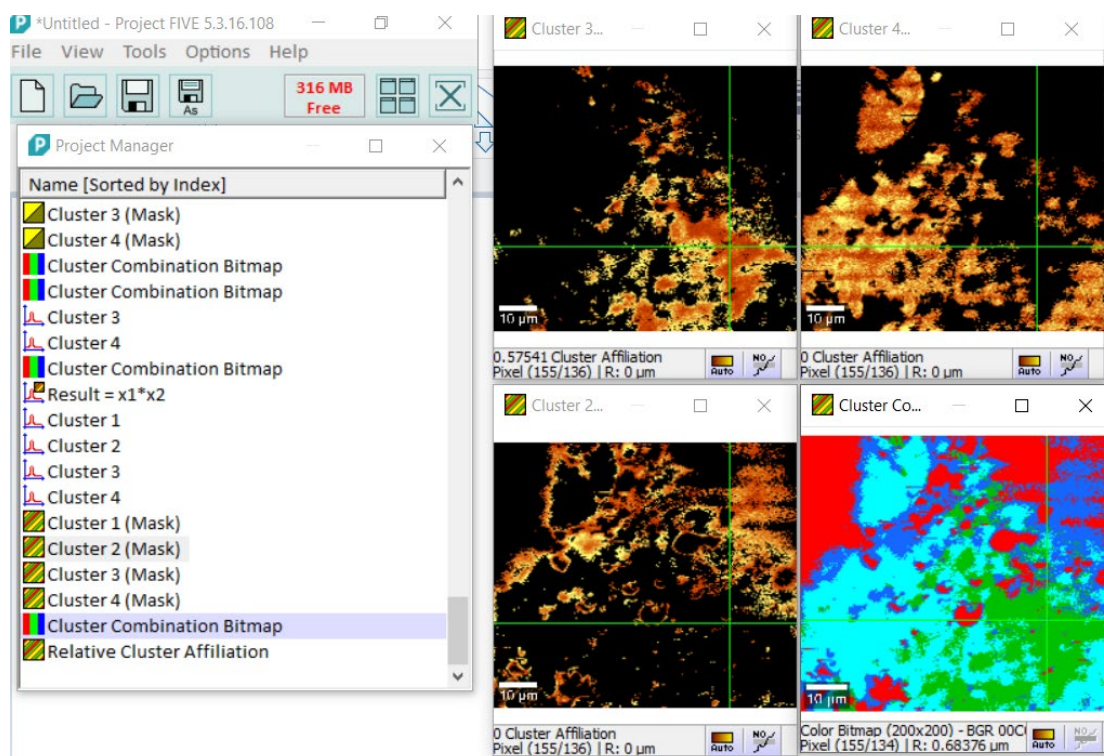 *Untitled - Project FIVE 5.3.16.108
File View Tools Options Help
As
316 MB
Free
Project Manager
Name [Sorted by Index]
Cluster 3 (Mask)
Cluster 4 (Mask)
Cluster Combination Bitmap
Cluster Combination Bitmap
Cluster 3
Cluster 4
Cluster Combination Bitmap
Result = x1*x2
Cluster 1
Cluster 2
Cluster 3
Cluster 4
Cluster 1 (Mask)
Cluster 2 (Mask)
Cluster 3 (Mask)
Cluster 4 (Mask)
Cluster Combination Bitmap
Relative Cluster Affiliation
Cluster 3...
10 µm
0.57541 Cluster Affiliation
Pixel (155/136) | R: 0 µm
Auto
NO
Cluster 4...
10 µm
0 Cluster Affiliation
Pixel (155/136) | R: 0 µm
Auto
NO
Cluster 2...
10 µm
0 Cluster Affiliation
Pixel (155/136) | R: 0 µm
Auto
NO
Cluster Co...
10 µm
Color Bitmap (200x200) - BGR 00C
Pixel (155/134) | R: 0.68376 µm
Auto
NO